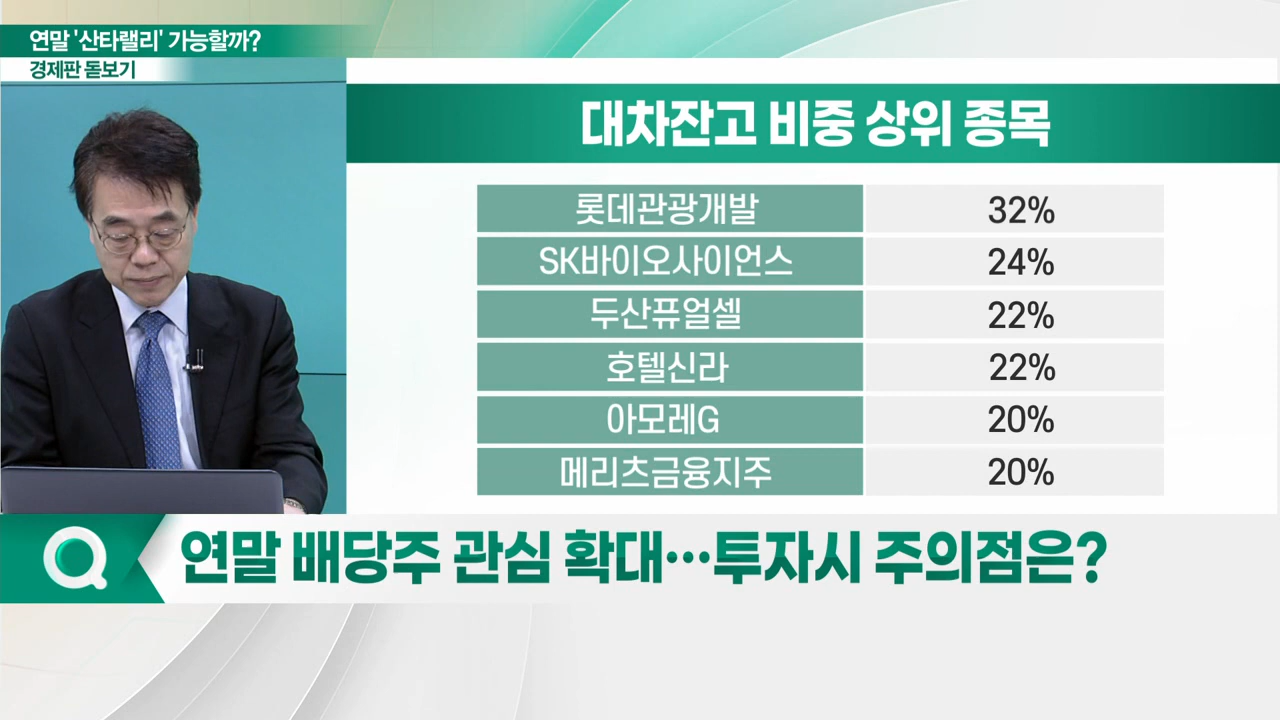 연말 '산타랠리' 가능할까?
경제판 돋보기
대차잔고 비중 상위 종목
롯데관광개발 32%
SK바이오사이언스 24%
두산퓨얼셀 22%
호텔신라 22%
아모레G 20%
메리츠금융지주 20%
Q 연말 배당주 관심 확대…투자시 주의점은?